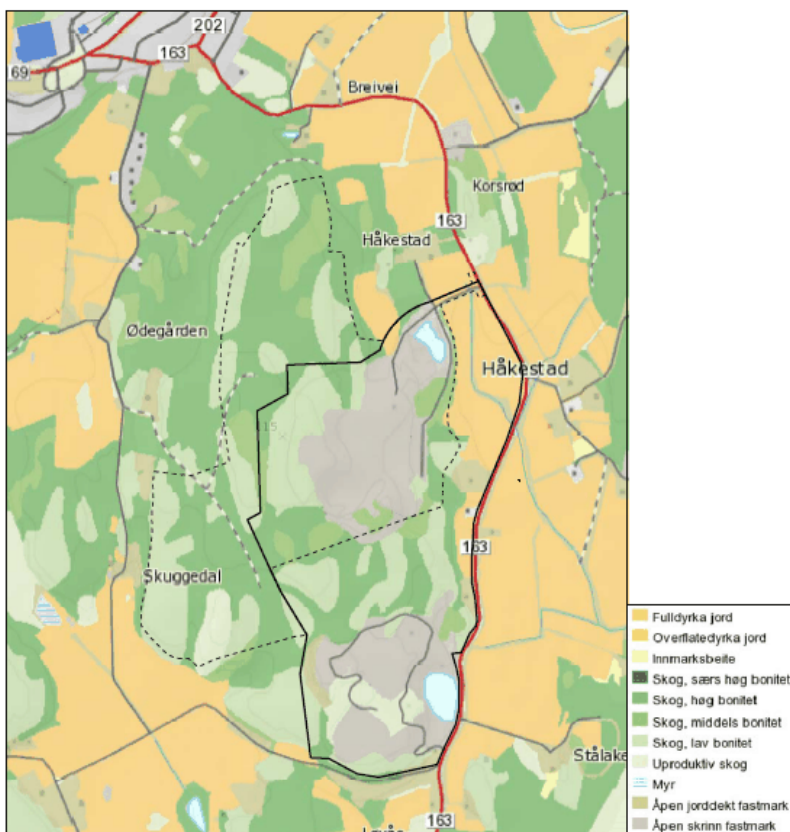 202
163
69
Breivei
Korsrød
163
Håkestad
Ødegården
Håkestad
115
163
Skuggedal
Stålake
163
Fulldyrka jord
Overflatedyrka jord
Innmarksbeite
Skog, særs høg bonitet
Skog, høg bonitet
Skog, middels bonitet
Skog, lav bonitet
Uproduktiv skog
Myr
Åpen jorddekt fastmark
Åpen skrinn fastmark